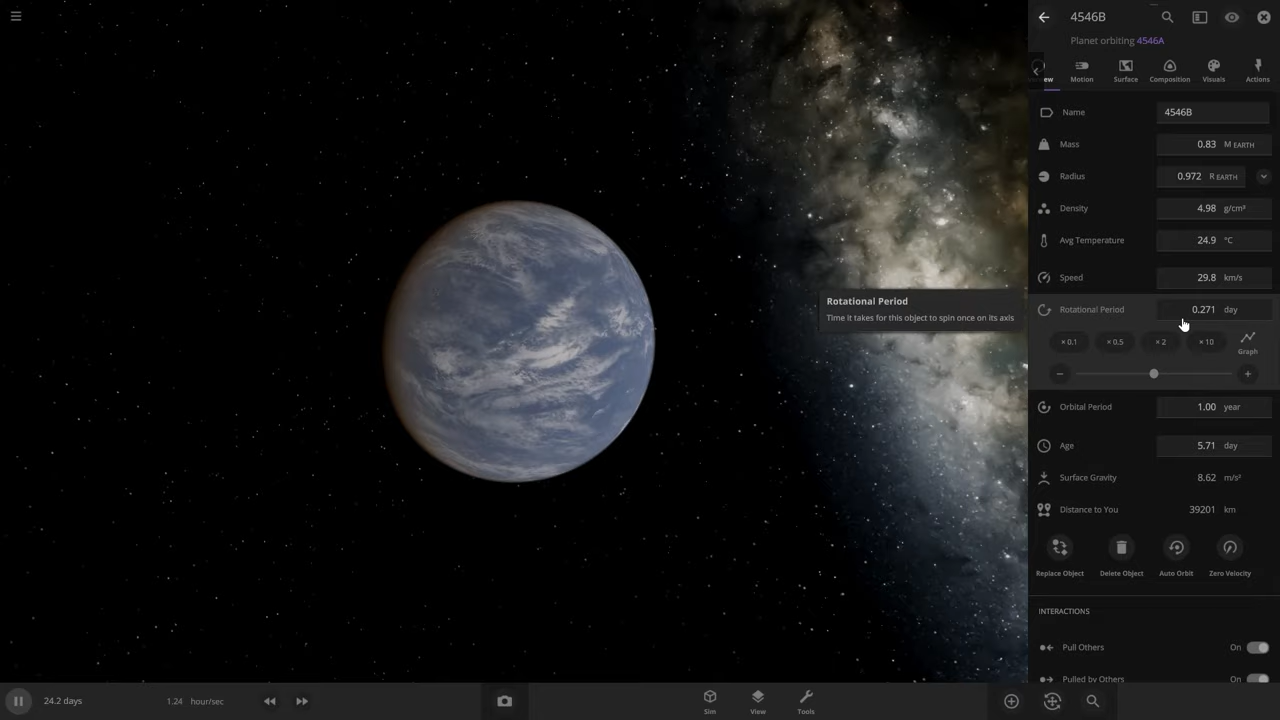 4546B
Planet orbiting 4546A
Motion
Surface
Composition
Visuals
Actions
Name 4546B
Mass 0.83 M EARTH
Radius 0.972 R EARTH
Density 4.98 g/cm³
Avg Temperature 24.9 °C
Speed 29.8 km/s
Rotational Period
Time it takes for this object to spin once on its axis
Rotational Period 0.271 day
× 0.1 × 0.5 × 2 × 10 Graph
Orbital Period 1.00 year
Age 5.71 day
Surface Gravity 8.62 m/s²
Distance to You 39201 km
Replace Object Delete Object Auto Orbit Zero Velocity
INTERACTIONS
Pull Others On
Pulled by Others On
24.2 days 1.24 hour/sec Sim View Tools